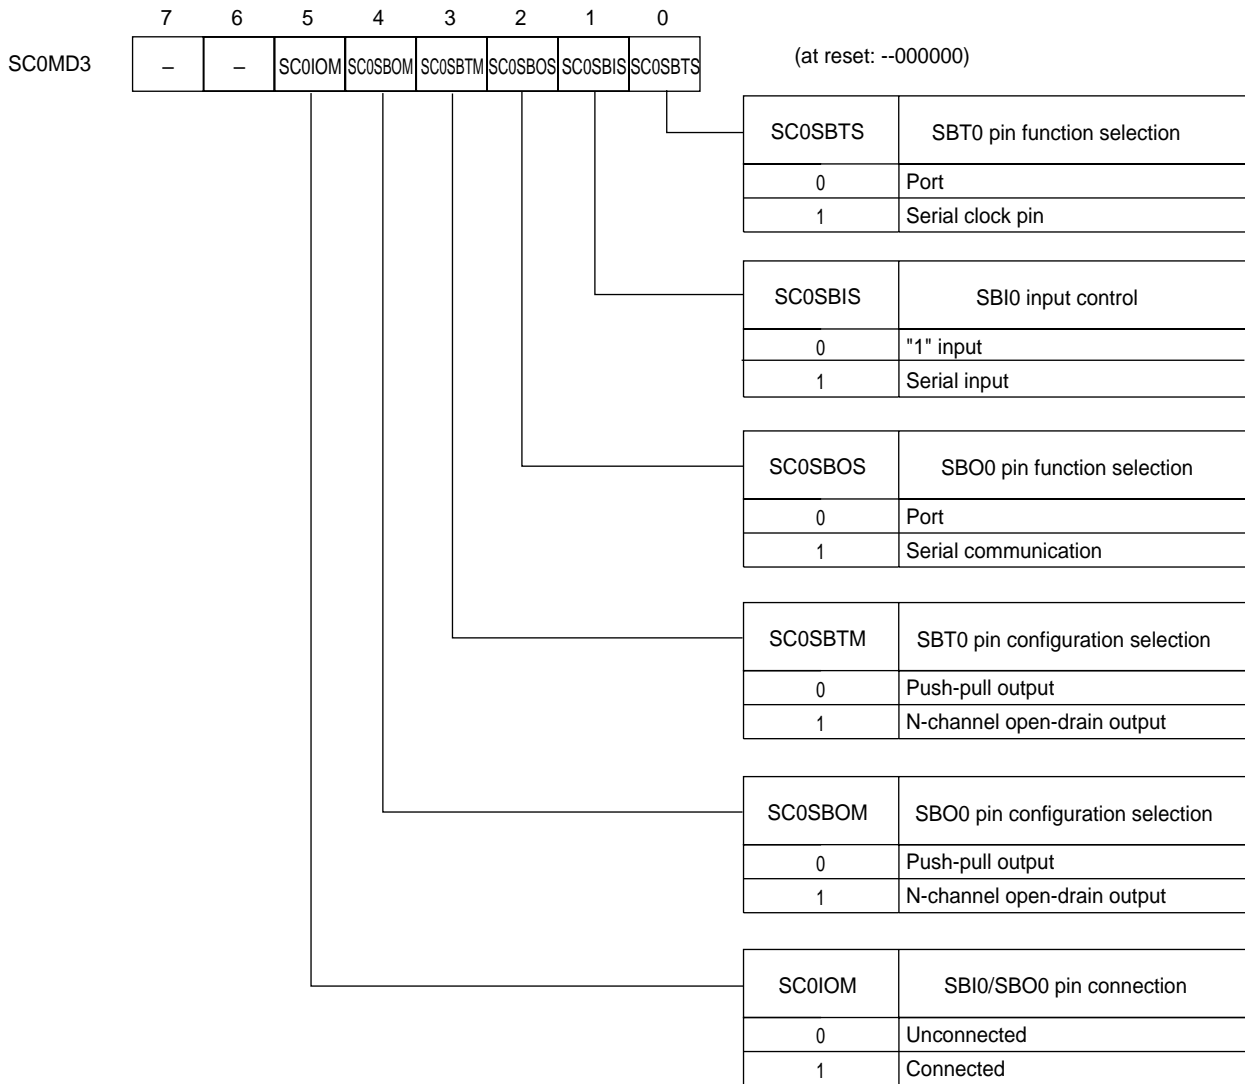 7 6 5 4 3 2 1 0
SC0MD3 – – SC0IOM SC0SBOM SC0SBTM SC0SBOS SC0SBIS SC0SBTS (at reset: --000000)
SC0SBTS SBT0 pin function selection
0 Port
1 Serial clock pin
SC0SBIS SBI0 input control
0 "1" input
1 Serial input
SC0SBOS SBO0 pin function selection
0 Port
1 Serial communication
SC0SBTM SBT0 pin configuration selection
0 Push-pull output
1 N-channel open-drain output
SC0SBOM SBO0 pin configuration selection
0 Push-pull output
1 N-channel open-drain output
SC0IOM SBI0/SBO0 pin connection
0 Unconnected
1 Connected